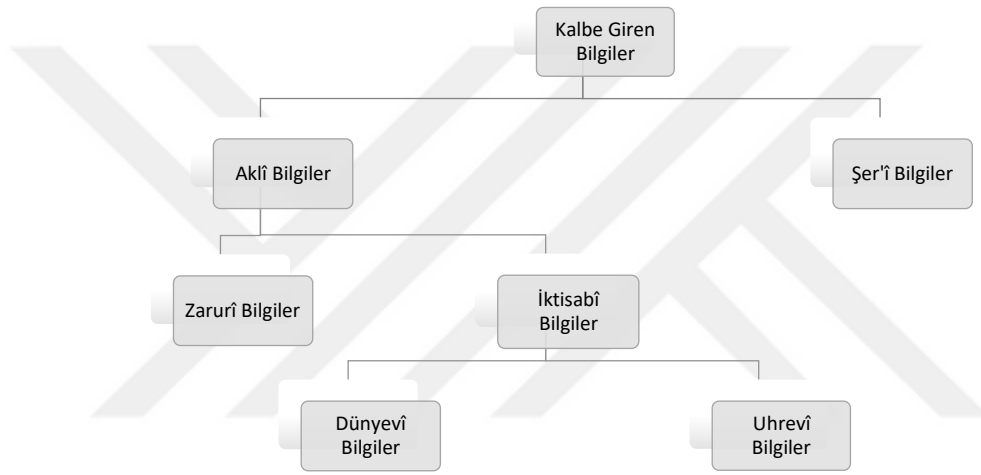 Kalbe Giren
Bilgiler
Aklî Bilgiler
Şer'î Bilgiler
Zarurî Bilgiler
İktisabî
Bilgiler
Dünyevî
Bilgiler
Uhrevî
Bilgiler